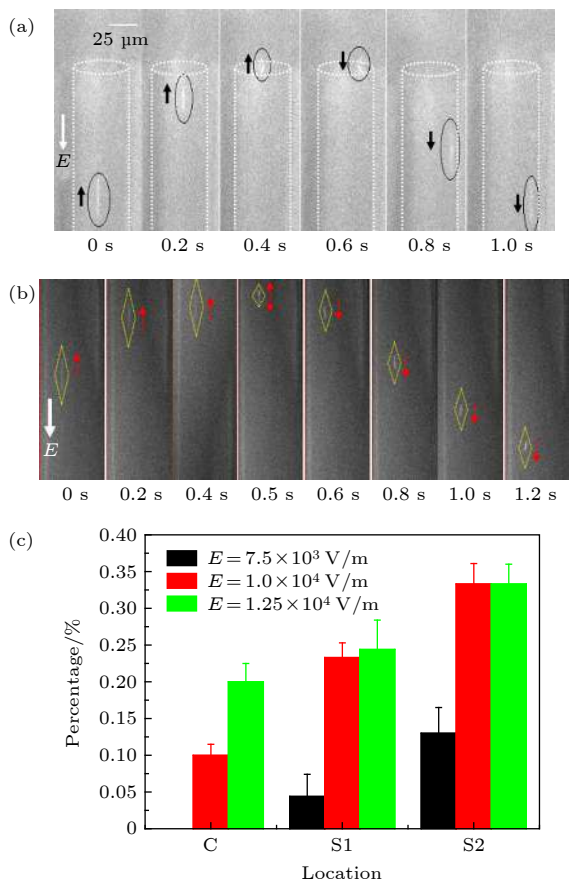 (a)
25 µm
E
0 s 0.2 s 0.4 s 0.6 s 0.8 s 1.0 s
(b)
E
0 s 0.2 s 0.4 s 0.5 s 0.6 s 0.8 s 1.0 s 1.2 s
(c)
0.40
0.35
0.30
0.25
0.20
0.15
0.10
0.05
0
Percentage/%
E = 7.5×10³ V/m
E = 1.0×10⁴ V/m
E = 1.25×10⁴ V/m
C S1 S2
Location